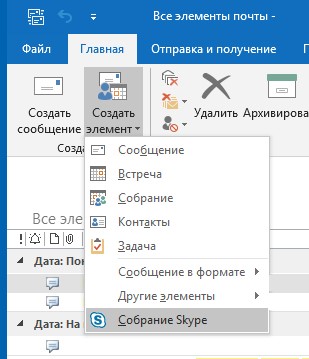 Все элементы почты -
Файл Главная Отправка и получение
Создать сообщение
Создать элемент
Удалить
Архивирова
Созда
Сообщение
Встреча
Собрание
Контакты
Задача
Сообщение в формате
Другие элементы
Собрание Skype
Все эле
Дата: Пон
Дата: На